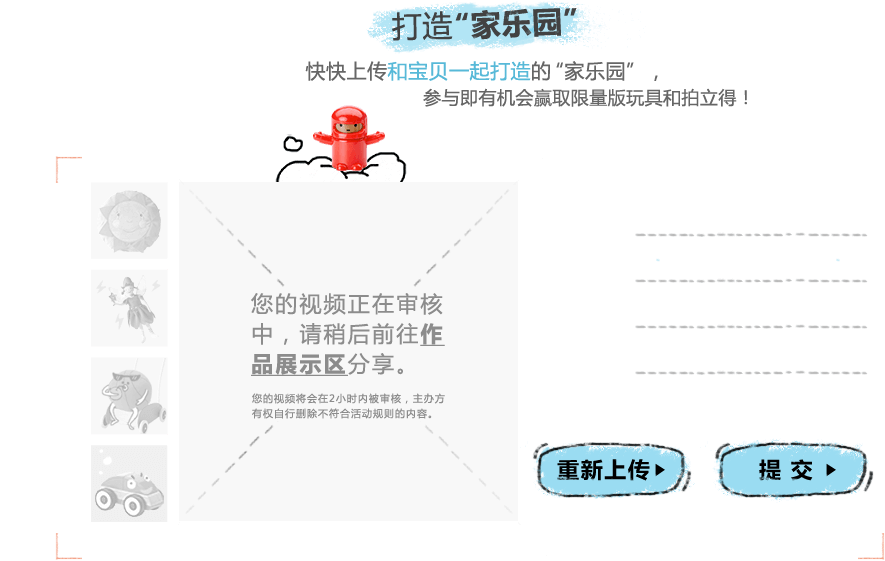 打造“家乐园”
快快上传和宝贝一起打造的“家乐园”，
参与即有机会赢取限量版玩具和拍立得！
您的视频正在审核
中，请稍后前往作
品展示区分享。
您的视频将会在2小时内被审核，主办方
有权自行删除不符合活动规则的内容。
重新上传
提 交